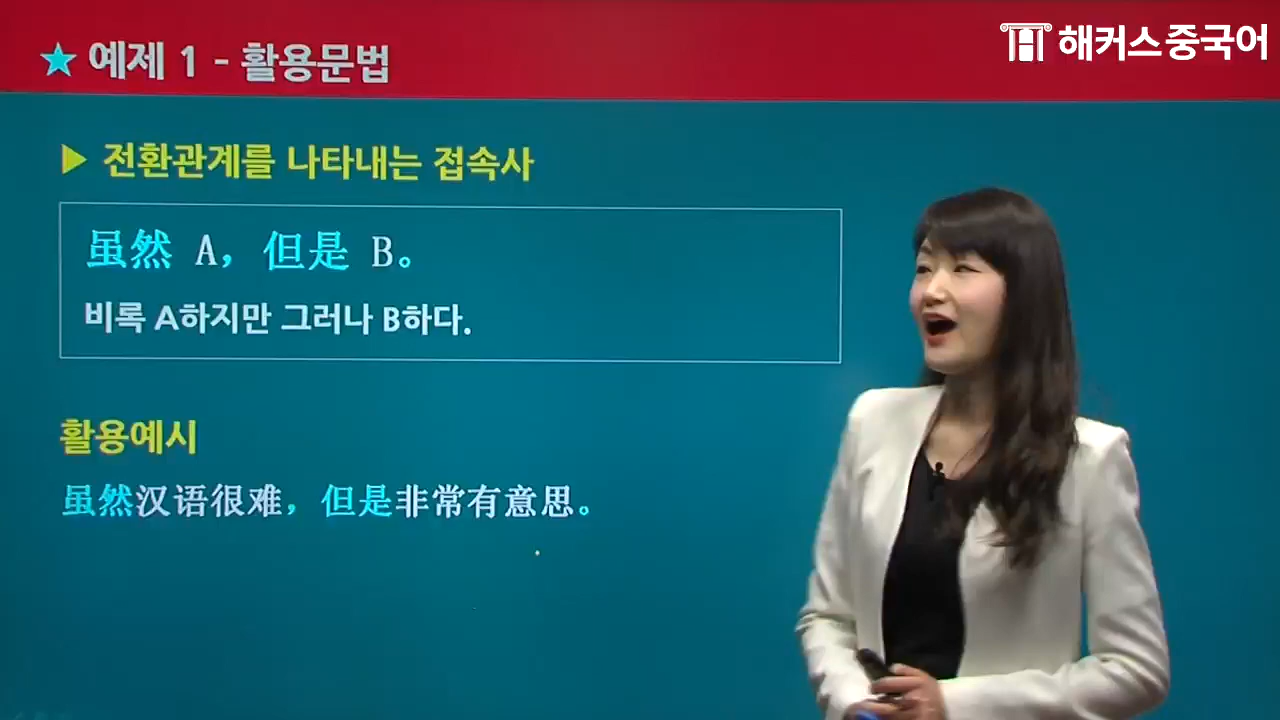 ★ 예제 1 - 활용문법
해커스중국어
▶ 전환관계를 나타내는 접속사
虽然 A，但是 B。
비록 A하지만 그러나 B하다.
활용예시
虽然汉语很难，但是非常有意思。